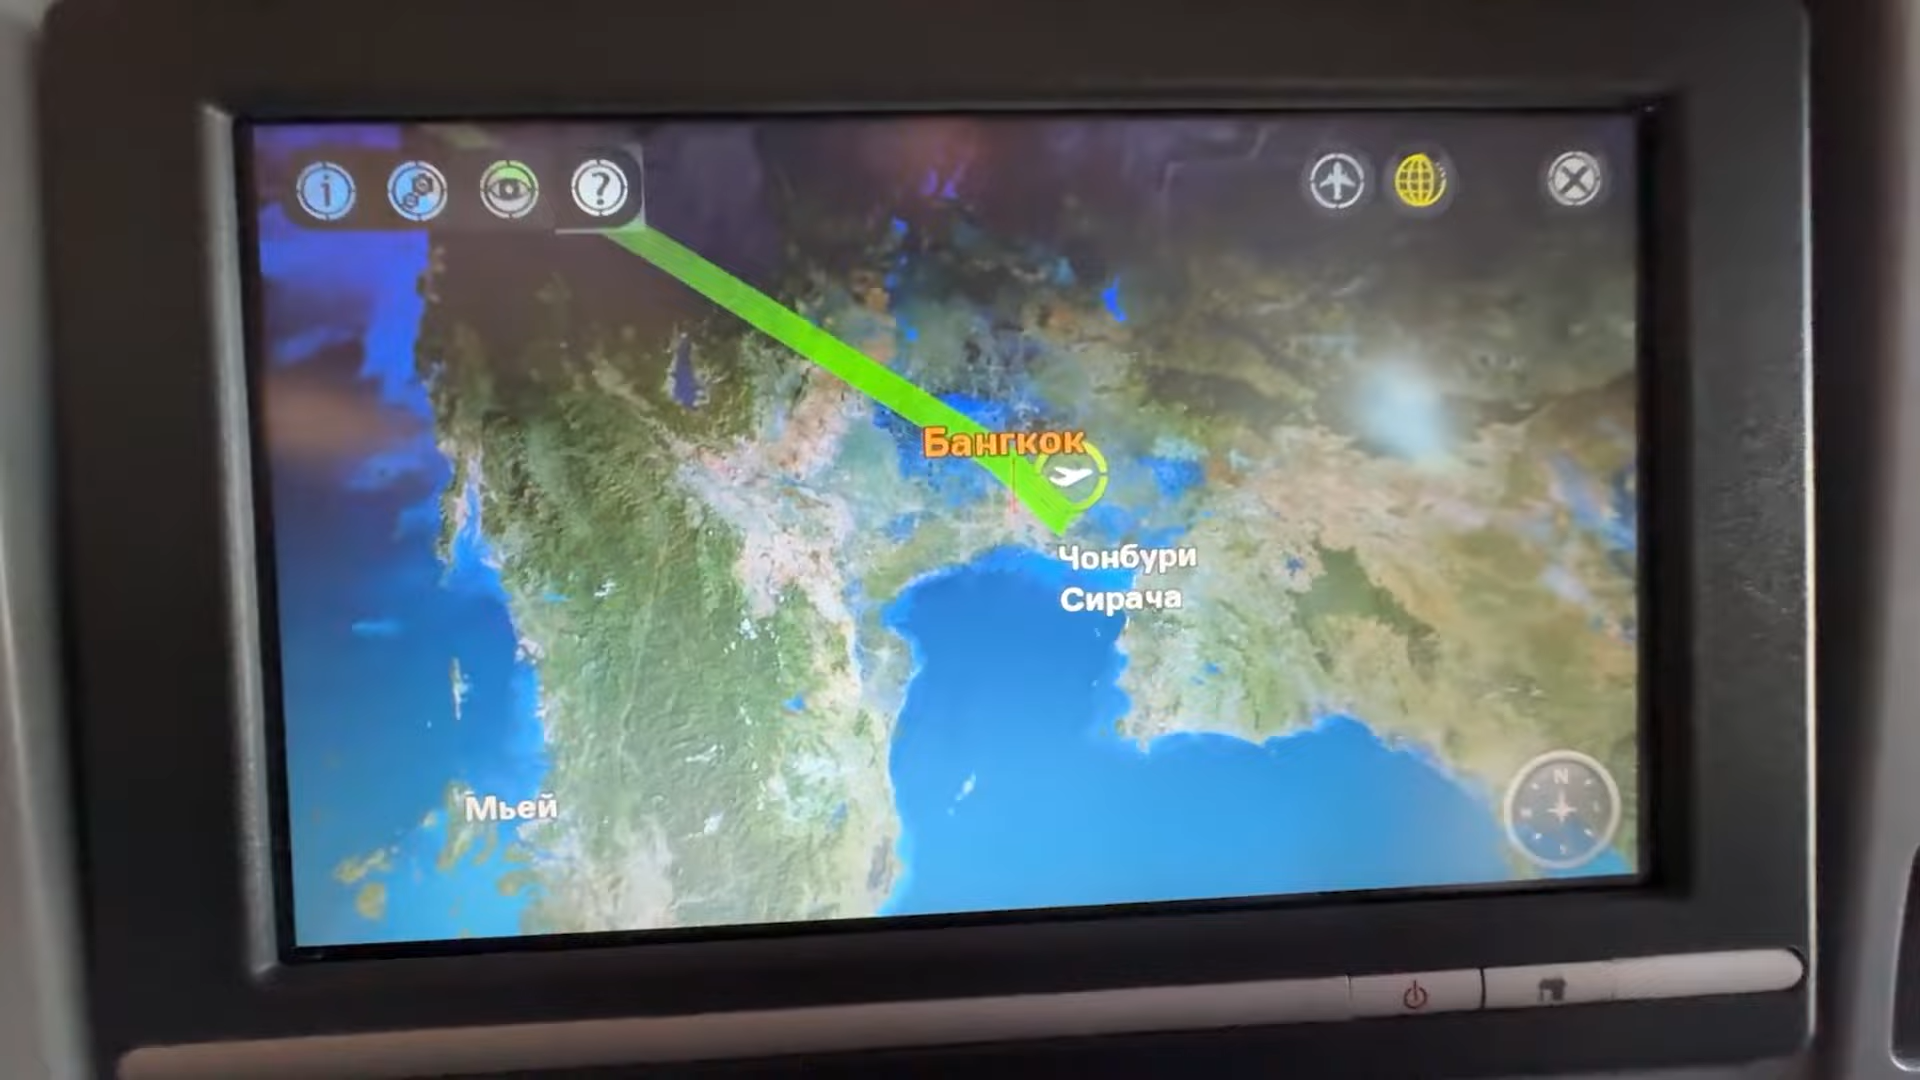 Бангкок
Чонбури
Сирача
Мьей
N